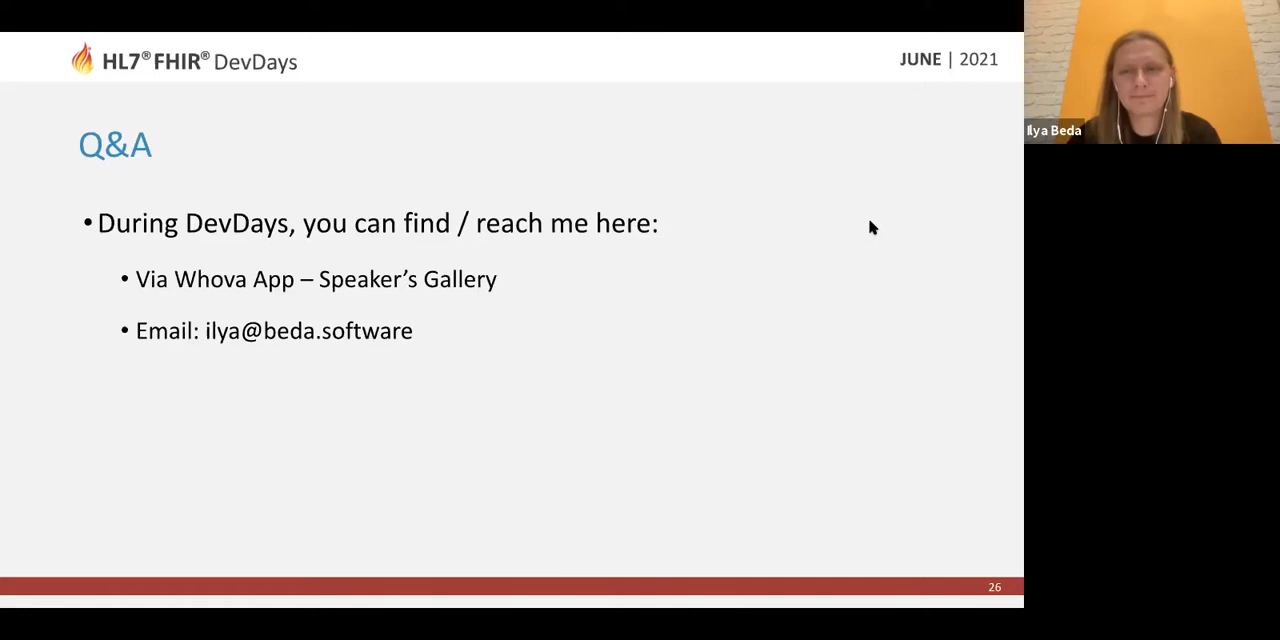 HL7® FHIR® DevDays
JUNE | 2021
Ilya Beda
Q&A
• During DevDays, you can find / reach me here:
• Via Whova App – Speaker’s Gallery
• Email: ilya@beda.software
26